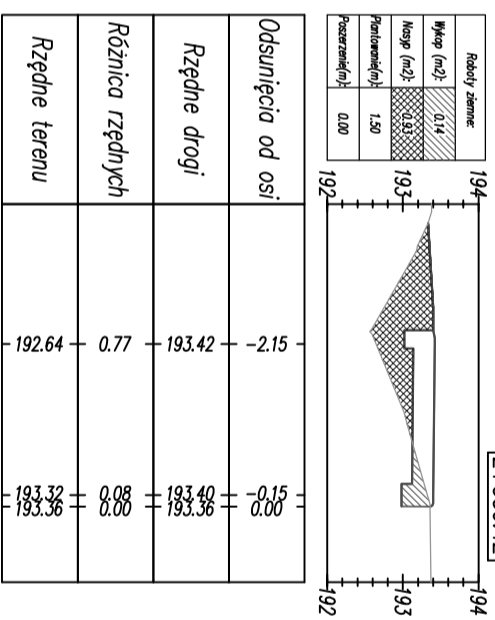 Roboty ziemne:
Wykop (m2): 0.14
Nasyp (m2): 0.93
Plantowanie(m): 1.50
Poszerzenie(m): 0.00
194 194
193 193
192 192
Odsunięcia od osi -2.15 -0.15 0.00
Rzędne drogi 193.42 193.40 193.36
Różnica rzędnych 0.77 0.08 0.00
Rzędne terenu 192.64 193.32 193.36